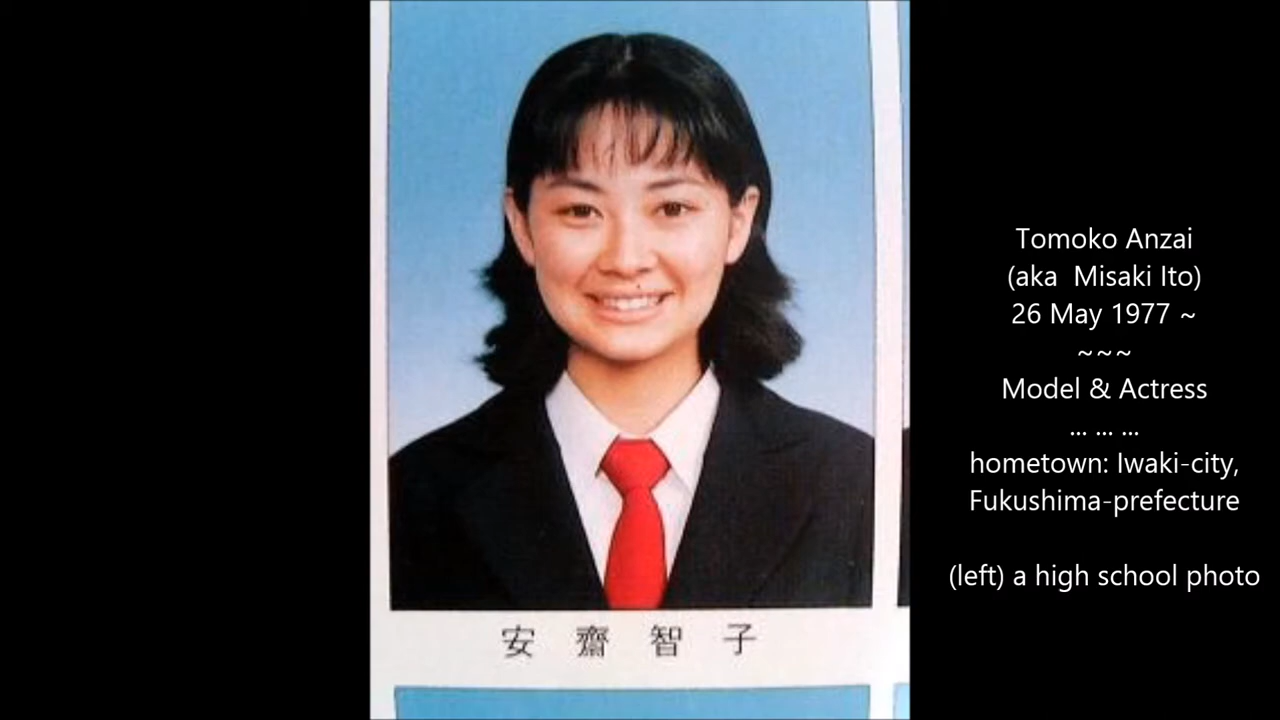 安齋智子
Tomoko Anzai
(aka Misaki Ito)
26 May 1977 ~
~~~
Model & Actress
... ... ...
hometown: Iwaki-city,
Fukushima-prefecture
(left) a high school photo